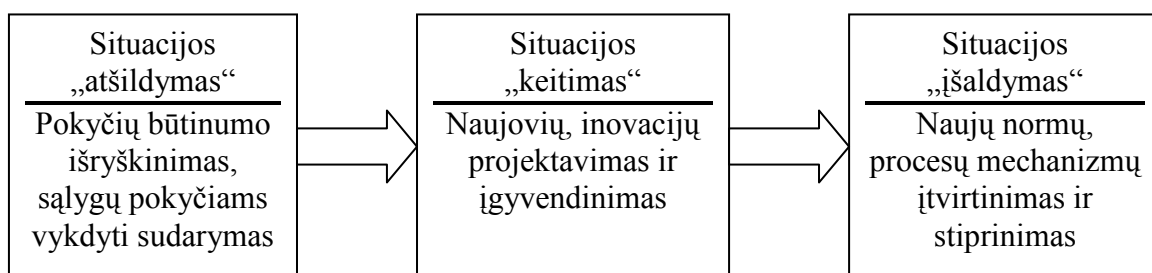 Situacijos
„atšildymas“
Pokyčių būtinumo
išryškinimas,
sąlygų pokyčiams
vykdyti sudarymas
Situacijos
„keitimas“
Naujovių, inovacijų
projektavimas ir
įgyvendinimas
Situacijos
„įšaldymas“
Naujų normų,
procesų mechanizmų
įtvirtinimas ir
stiprinimas